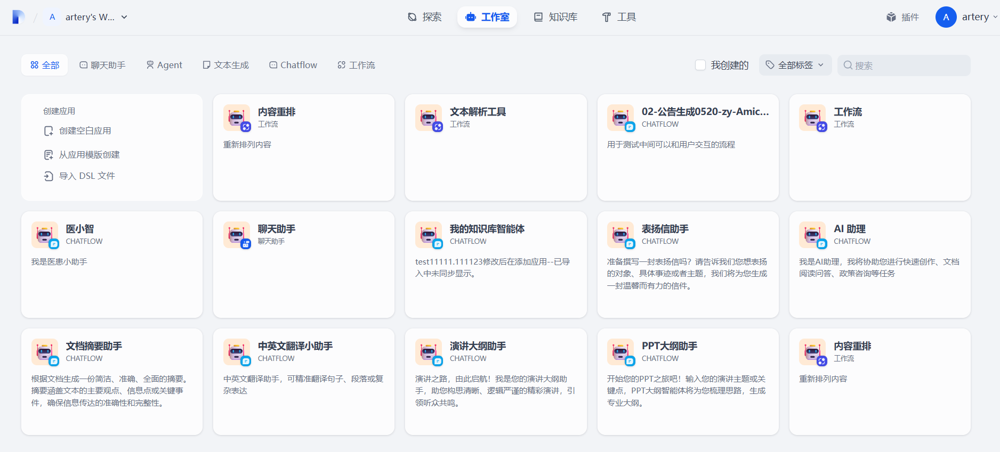 / A artery's W...
探索
工作室
知识库
工具
插件
A artery
全部
聊天助手
Agent
文本生成
Chatflow
工作流
我创建的
全部标签
搜索
创建应用
创建空白应用
从应用模版创建
导入 DSL 文件
内容重排
工作流
重新排列内容
文本解析工具
工作流
02-公告生成0520-zy-Amic...
CHATFLOW
用于测试中间可以和用户交互的流程
工作流
工作流
医小智
CHATFLOW
我是医患小助手
聊天助手
聊天助手
我的知识库智能体
CHATFLOW
test11111.111123修改后在添加应用--已导
入中未同步显示。
表扬信助手
CHATFLOW
准备撰写一封表扬信吗？请告诉我们您想表扬
的对象、具体事迹或者主题，我们将为您生成
一封温馨而有力的信件。
AI 助理
CHATFLOW
我是AI助理，我将协助您进行快速创作、文档
阅读问答、政策咨询等任务
文档摘要助手
CHATFLOW
根据文档生成一份简洁、准确、全面的摘要。
摘要涵盖文本的主要观点、信息点或关键事
件，确保信息传达的准确性和完整性。
中英文翻译小助手
CHATFLOW
中英文翻译助手，可精准翻译句子、段落或复
杂表达
演讲大纲助手
CHATFLOW
演讲之路，由此启航！我是您的演讲大纲助
手，助您构思清晰、逻辑严谨的精彩演讲，引
领听众共鸣。
PPT大纲助手
CHATFLOW
开始您的PPT之旅吧！输入您的演讲主题或关
键点，PPT大纲智能体将为您梳理思路，生成
专业大纲。
内容重排
工作流
重新排列内容